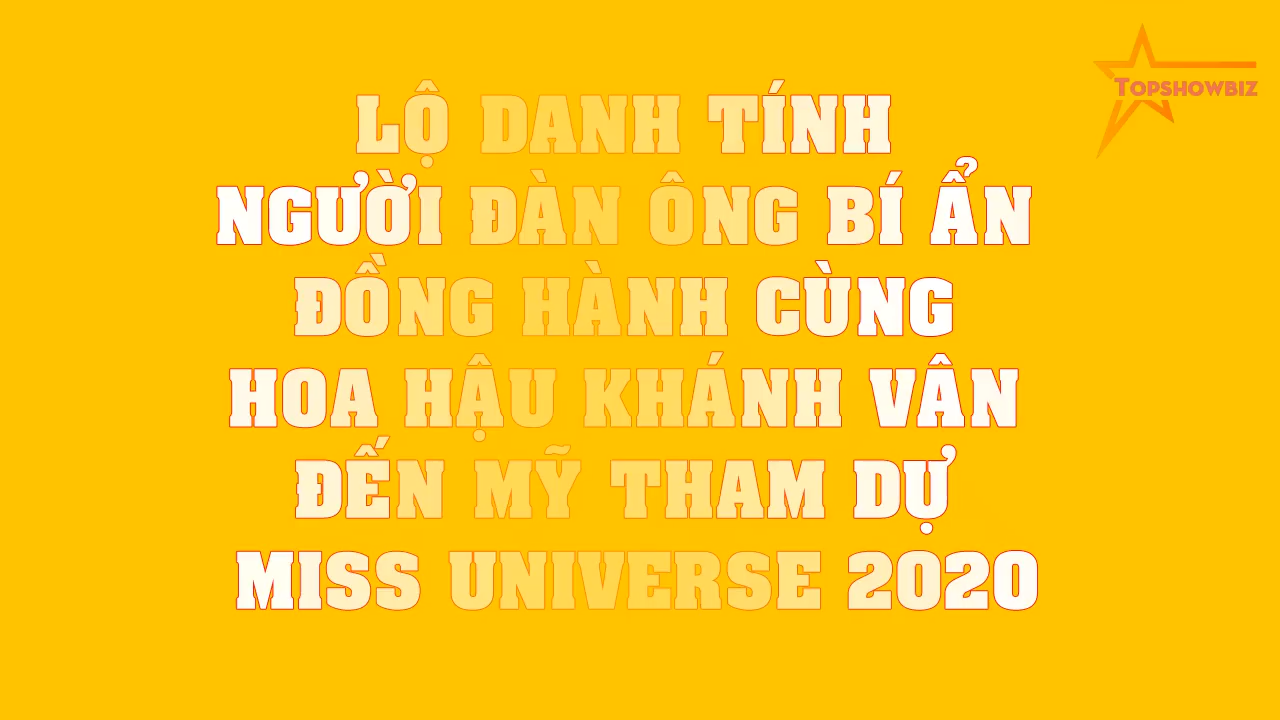 TOPSHOWBIZ
LỘ DANH TÍNH
NGƯỜI ĐÀN ÔNG BÍ ẨN
ĐỒNG HÀNH CÙNG
HOA HẬU KHÁNH VÂN
ĐẾN MỸ THAM DỰ
MISS UNIVERSE 2020